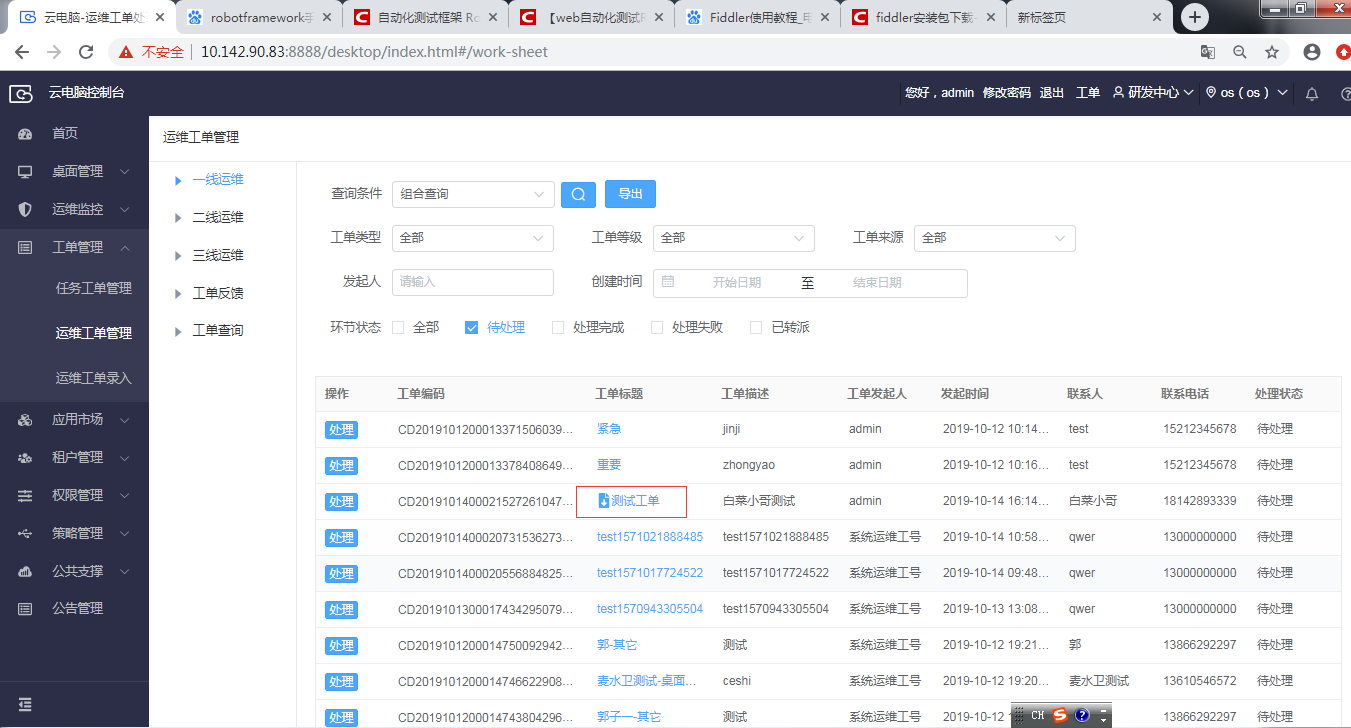 云电脑-运维工单处
robotframework手
自动化测试框架 Ro
【web自动化测试R
Fiddler使用教程_电
fiddler安装包下载-
新标签页
不安全 10.142.90.83:8888/desktop/index.html#/work-sheet
云电脑控制台
您好，admin 修改密码 退出 工单 研发中心 os（os）
首页
桌面管理
运维监控
工单管理
任务工单管理
运维工单管理
运维工单录入
应用市场
租户管理
权限管理
策略管理
公共支撑
公告管理
运维工单管理
一线运维
二线运维
三线运维
工单反馈
工单查询
查询条件 组合查询 导出
工单类型 全部 工单等级 全部 工单来源 全部
发起人 请输入 创建时间 开始日期 至 结束日期
环节状态 全部 待处理 处理完成 处理失败 已转派
操作 工单编码 工单标题 工单描述 工单发起人 发起时间 联系人 联系电话 处理状态
处理 CD2019101200013371506039... 紧急 jinji admin 2019-10-12 10:14... test 15212345678 待处理
处理 CD2019101200013378408649... 重要 zhongyao admin 2019-10-12 10:16... test 15212345678 待处理
处理 CD2019101400021527261047... 测试工单 白菜小哥测试 admin 2019-10-14 16:14... 白菜小哥 18142893339 待处理
处理 CD2019101400020731536273... test1571021888485 test1571021888485 系统运维工号 2019-10-14 10:58... qwer 13000000000 待处理
处理 CD2019101400020556884825... test1571017724522 test1571017724522 系统运维工号 2019-10-14 09:48... qwer 13000000000 待处理
处理 CD2019101300017434295079... test1570943305504 test1570943305504 系统运维工号 2019-10-13 13:08... qwer 13000000000 待处理
处理 CD2019101200014750092942... 郭-其它 测试 系统运维工号 2019-10-12 19:21... 郭 13866292297 待处理
处理 CD2019101200014746622908... 麦水卫测试-桌面... ceshi 系统运维工号 2019-10-12 19:20... 麦水卫测试 13610546572 待处理
处理 CD2019101200014743804296... 郭子一-其它 测试 系统运维工号 2019-10-12 1 13866292297 待处理
CH